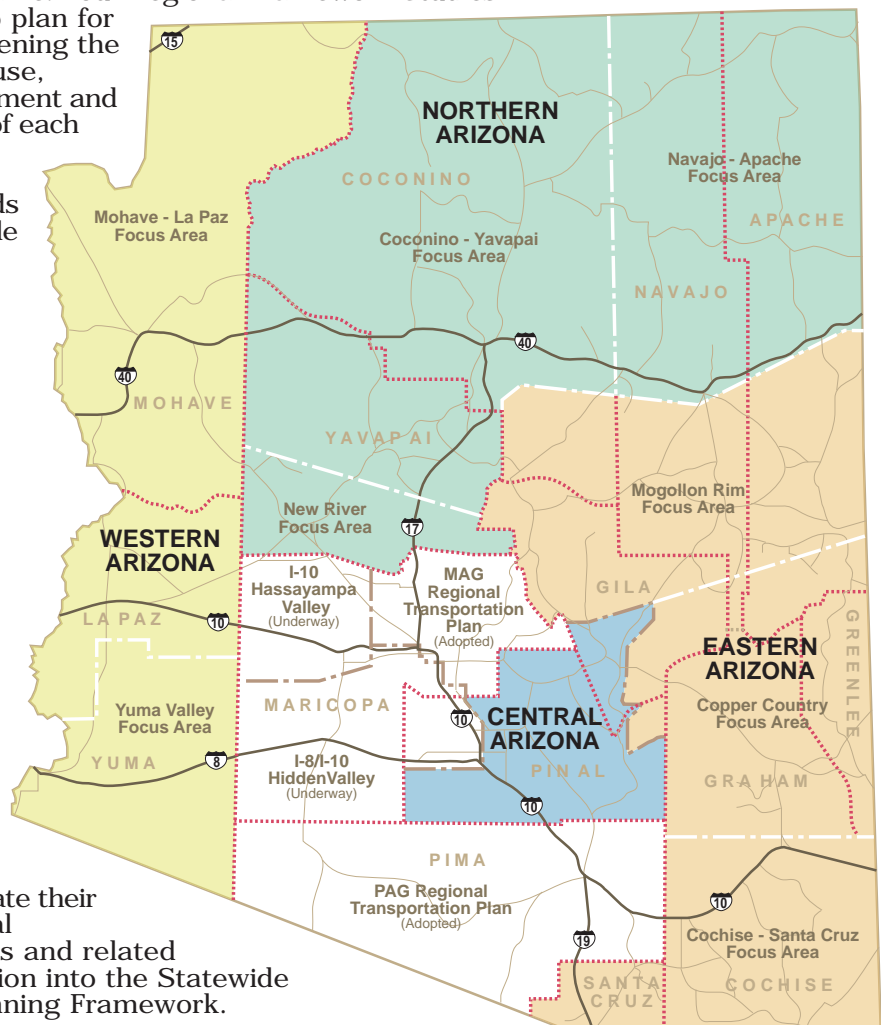 plan for
ening the
use,
ment and
of each
ds
le
15
NORTHERN
ARIZONA
COCONINO
Navajo - Apache
Focus Area
APACHE
Mohave - La Paz
Focus Area
Coconino - Yavapai
Focus Area
NAVAJO
40
40
MOHAVE
YAVAPAI
New River
Focus Area
17
Mogollon Rim
Focus Area
WESTERN
ARIZONA
I-10
Hassayampa
Valley
(Underway)
MAG
Regional
Transportation
Plan
(Adopted)
GILA
LA PAZ
10
EASTERN
ARIZONA
GREENLEE
Copper Country
Focus Area
Yuma Valley
Focus Area
MARICOPA
10
CENTRAL
ARIZONA
YUMA
8
I-8/I-10
HiddenValley
(Underway)
PINAL
GRAHAM
10
PIMA
PAG Regional
Transportation Plan
(Adopted)
10
19
Cochise - Santa Cruz
Focus Area
SANTA
CRUZ
COCHISE
ate their
al
s and related
tion into the Statewide
nning Framework.